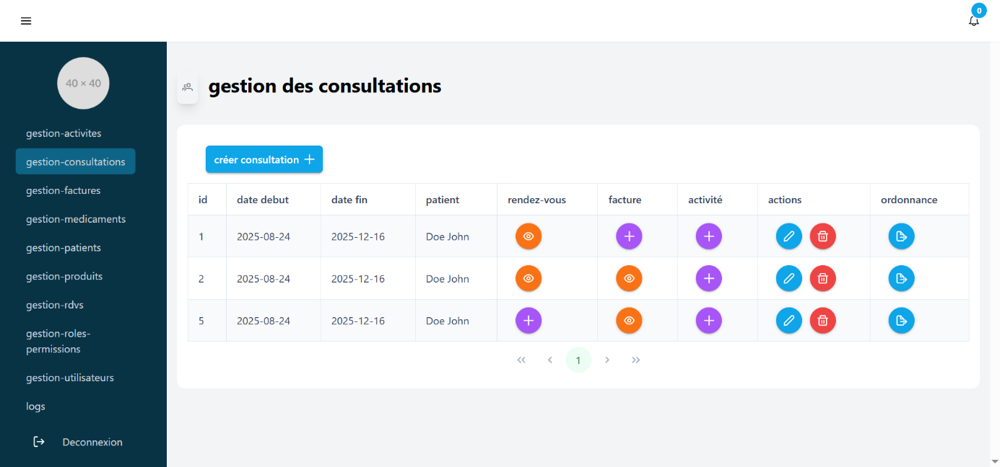 0
40 × 40
gestion-activites
gestion-consultations
gestion-factures
gestion-medicaments
gestion-patients
gestion-produits
gestion-rdvs
gestion-roles-
permissions
gestion-utilisateurs
logs
Deconnexion
gestion des consultations
créer consultation
id date debut date fin patient rendez-vous facture activité actions ordonnance
1 2025-08-24 2025-12-16 Doe John
2 2025-08-24 2025-12-16 Doe John
5 2025-08-24 2025-12-16 Doe John
1